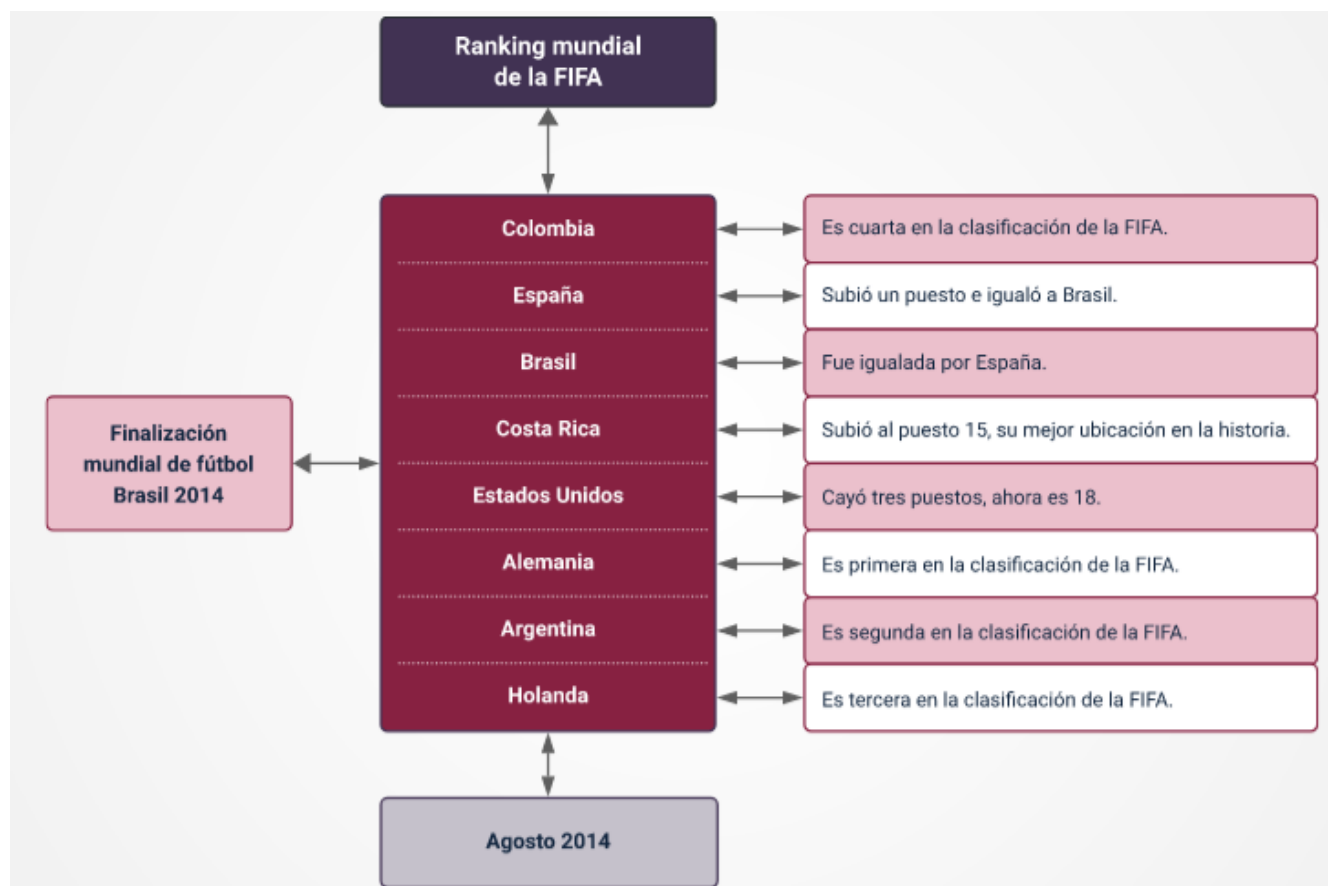 Ranking mundial
de la FIFA
Colombia
Es cuarta en la clasificación de la FIFA.
España
Subió un puesto e igualó a Brasil.
Brasil
Fue igualada por España.
Costa Rica
Subió al puesto 15, su mejor ubicación en la historia.
Estados Unidos
Cayó tres puestos, ahora es 18.
Alemania
Es primera en la clasificación de la FIFA.
Argentina
Es segunda en la clasificación de la FIFA.
Holanda
Es tercera en la clasificación de la FIFA.
Finalización
mundial de fútbol
Brasil 2014
Agosto 2014